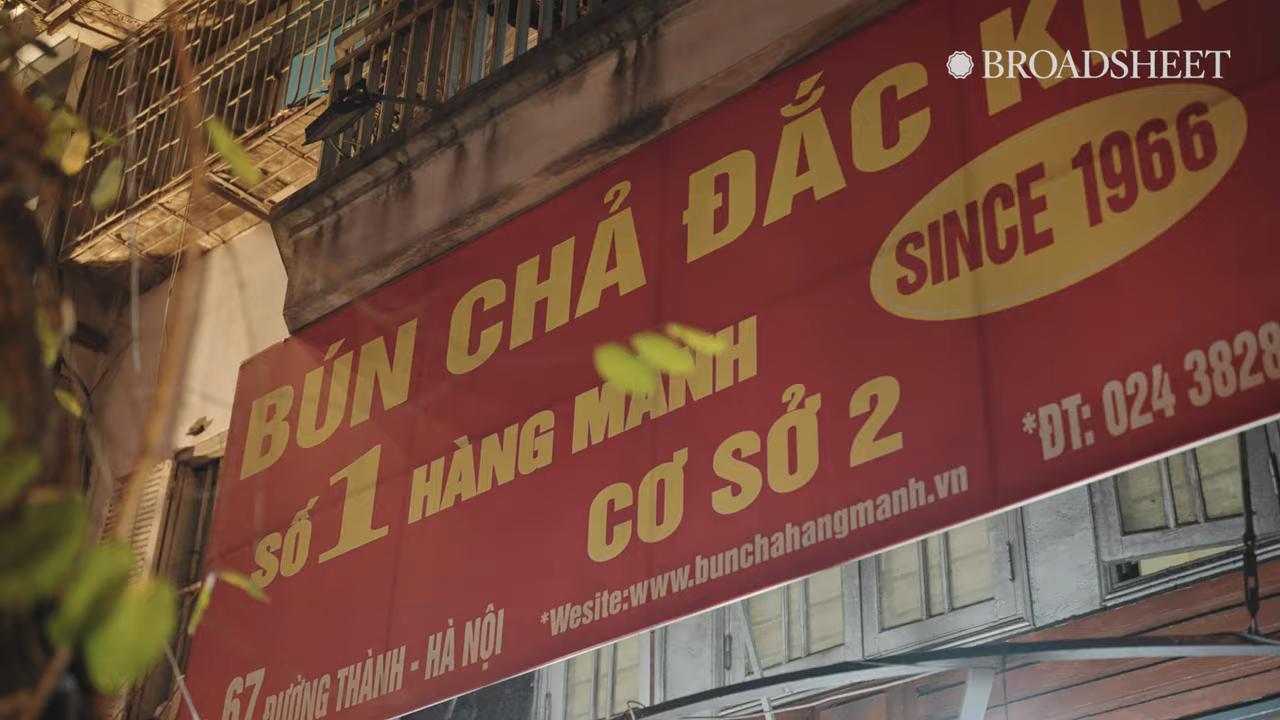 BROADSHEET
BÚN CHẢ ĐẮC KIM
SINCE 1966
SỐ 1 HÀNG MÀNH
CƠ SỞ 2
*ĐT: 024 3828
*Wesite:www.bunchahangmanh.vn
67 ĐƯỜNG THÀNH - HÀ NỘI